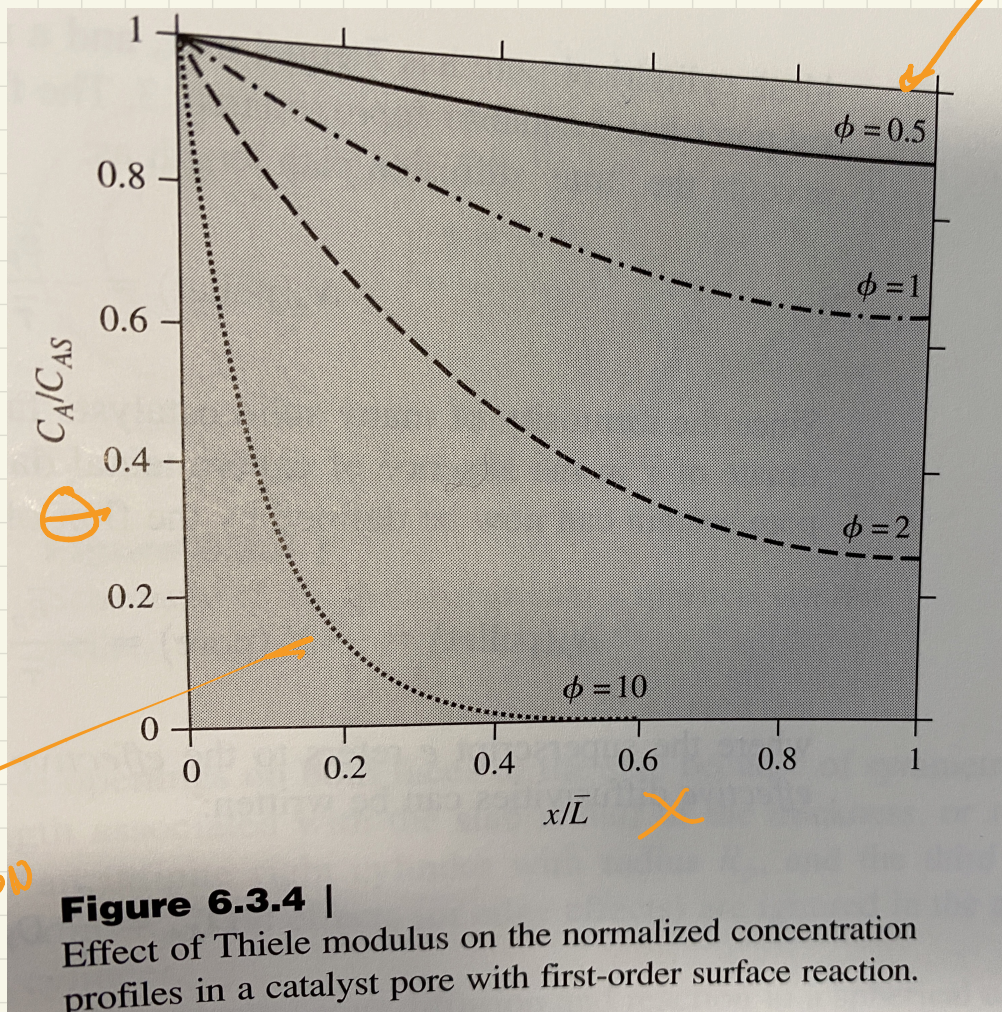 1
0.8
0.6
0.4
0.2
0
C_A/C_AS
θ
ϕ = 0.5
ϕ = 1
ϕ = 2
ϕ = 10
0 0.2 0.4 0.6 0.8 1
x/L̅ X
Figure 6.3.4 |
Effect of Thiele modulus on the normalized concentration
profiles in a catalyst pore with first-order surface reaction.